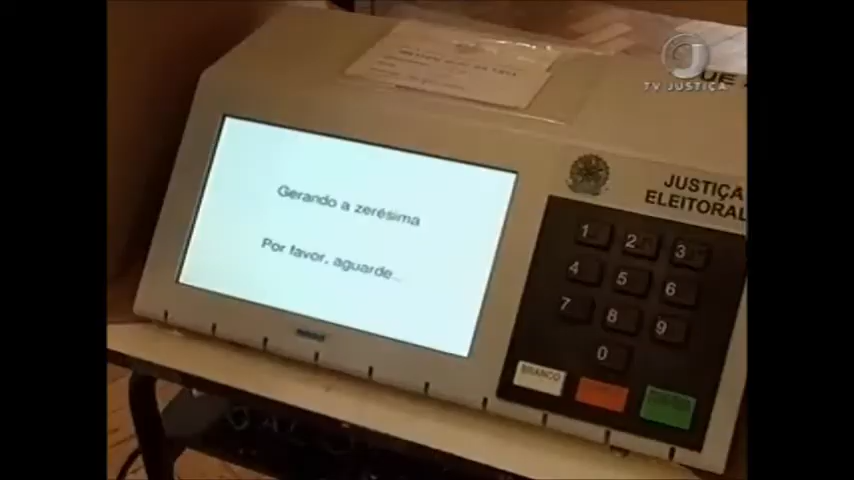 TV JUSTIÇA
Gerando a zerésima
Por favor, aguarde...
JUSTIÇA
ELEITORAL
1 2 3
4 5 6
7 8 9
0
BRANCO